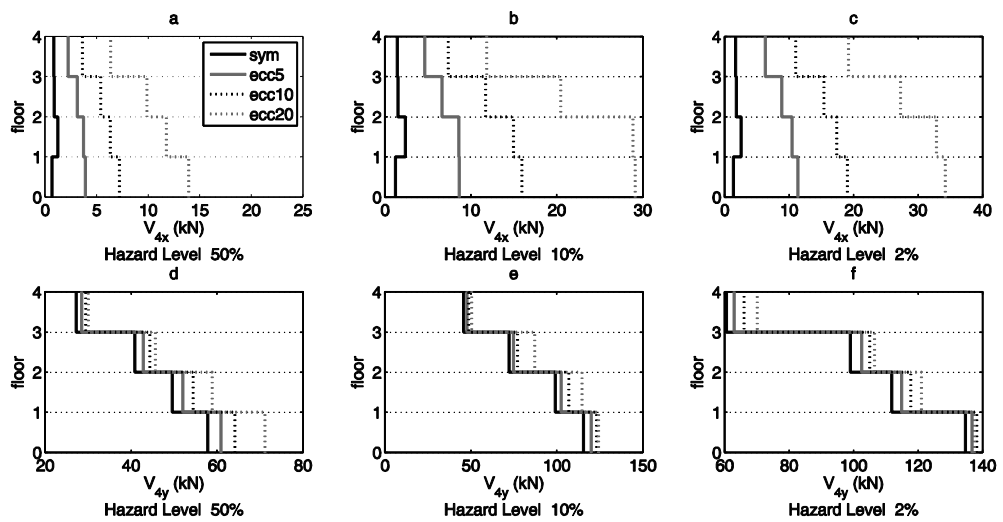 a
4
3
2
1
0
floor
sym
ecc5
ecc10
ecc20
0 5 10 15 20 25
V4x (kN)
Hazard Level 50%
b
4
3
2
1
0
floor
0 10 20 30
V4x (kN)
Hazard Level 10%
c
4
3
2
1
0
floor
0 10 20 30 40
V4x (kN)
Hazard Level 2%
d
4
3
2
1
0
floor
20 40 60 80
V4y (kN)
Hazard Level 50%
e
4
3
2
1
0
floor
0 50 100 150
V4y (kN)
Hazard Level 10%
f
4
3
2
1
0
floor
60 80 100 120 140
V4y (kN)
Hazard Level 2%